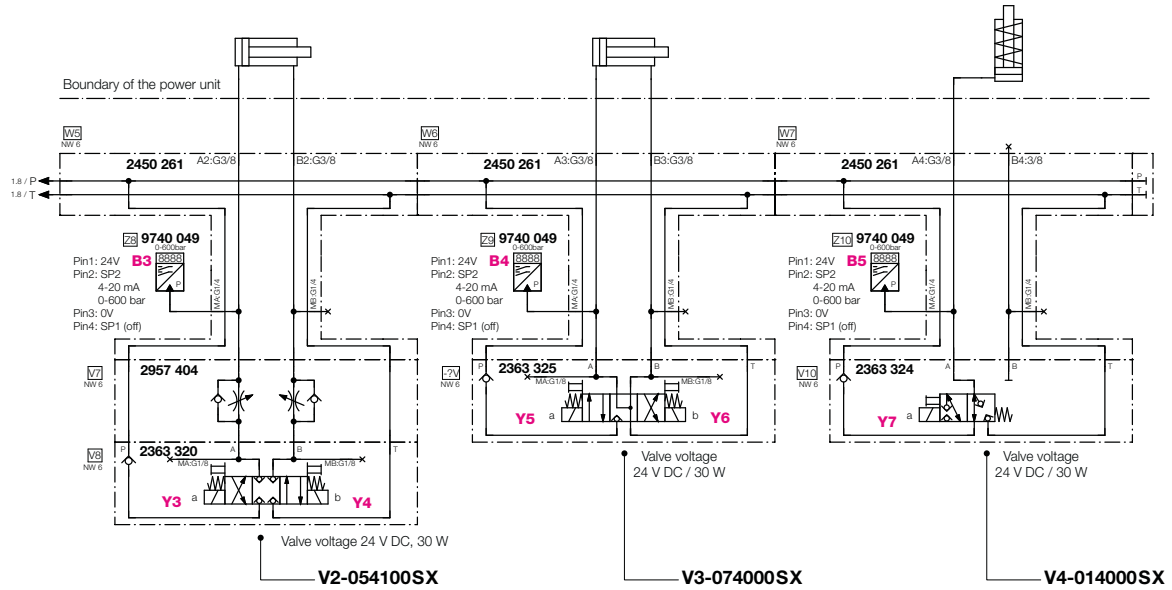 Boundary of the power unit
W5
NW 6
2450 261
A2:G3/8
B2:G3/8
W6
NW 6
2450 261
A3:G3/8
B3:G3/8
W7
NW 6
2450 261
A4:G3/8
B4:3/8
1.8 / P
1.8 / T
P
T
Z8 9740 049
0-600bar
B3
8888
P
Pin1: 24V
Pin2: SP2
4-20 mA
0-600 bar
Pin3: 0V
Pin4: SP1 (off)
MA:G1/4
MB:G1/4
Z9 9740 049
0-600bar
B4
8888
P
Pin1: 24V
Pin2: SP2
4-20 mA
0-600 bar
Pin3: 0V
Pin4: SP1 (off)
MA:G1/4
MB:G1/4
Z10 9740 049
0-600bar
B5
8888
P
Pin1: 24V
Pin2: SP2
4-20 mA
0-600 bar
Pin3: 0V
Pin4: SP1 (off)
MA:G1/4
MB:G1/4
V7
NW 6
2957 404
V8
NW 6
P
2363 320
A
B
T
MA:G1/8
MB:G1/8
Y3
a
b
Y4
Valve voltage 24 V DC, 30 W
V2-054100SX
-?V
NW 6
P
2363 325
A
B
T
MA:G1/8
MB:G1/8
Y5
a
b
Y6
Valve voltage
24 V DC / 30 W
V3-074000SX
V10
NW 6
P
2363 324
A
B
T
Y7
a
Valve voltage
24 V DC / 30 W
V4-014000SX